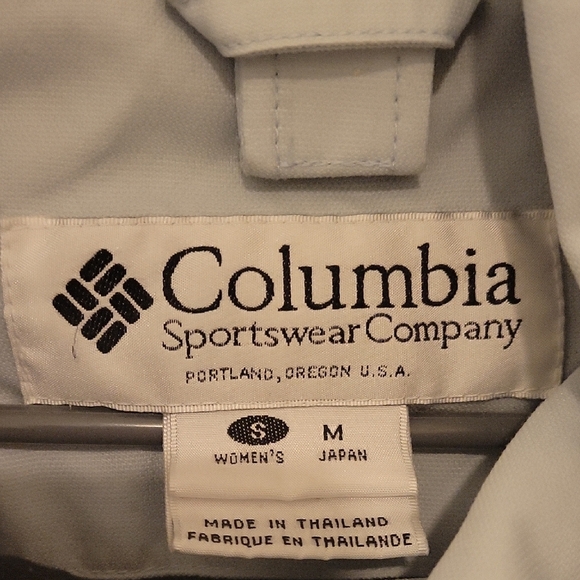 Columbia
Sportswear Company
PORTLAND, OREGON U.S.A.
S M
WOMEN'S JAPAN
MADE IN THAILAND
FABRIQUE EN THAILANDE